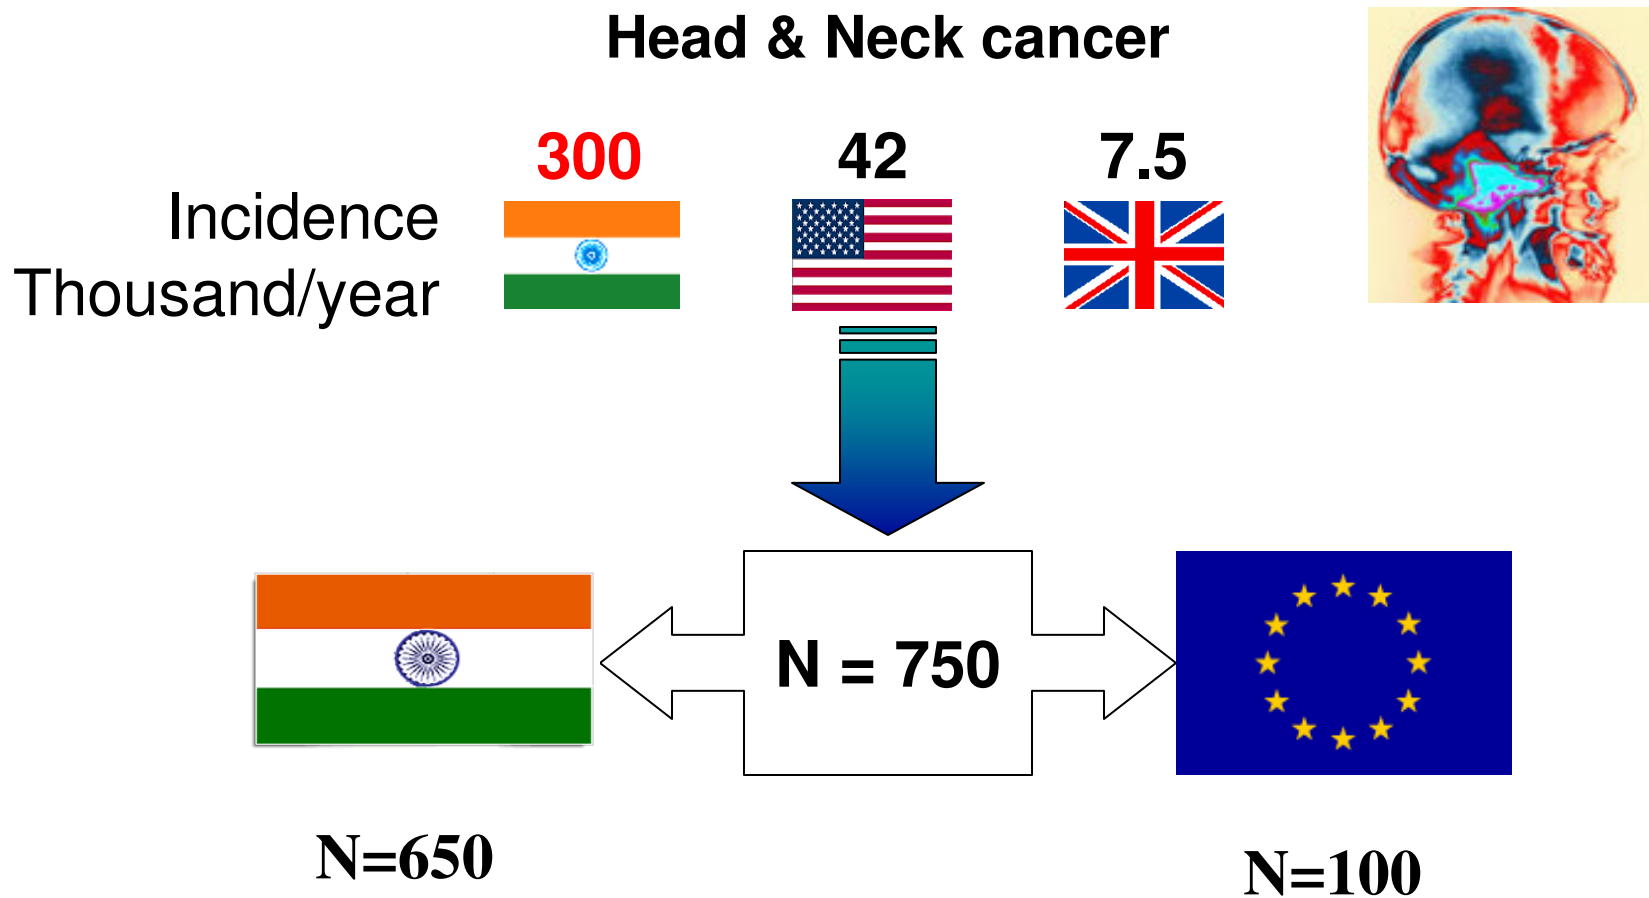 Head & Neck cancer
300 42 7.5
Incidence
Thousand/year
N = 750
N=650
N=100